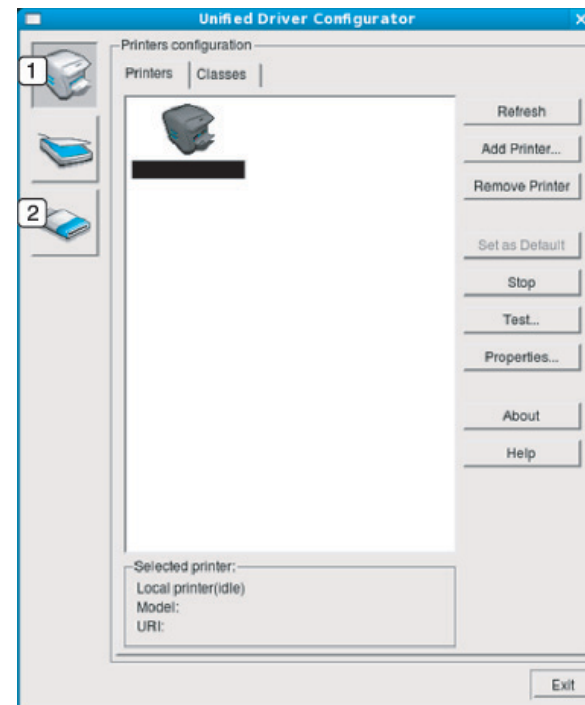 Unified Driver Configurator
1
2
Printers configuration
Printers
Classes
Refresh
Add Printer...
Remove Printer
Set as Default
Stop
Test...
Properties...
About
Help
Selected printer:
Local printer(idle)
Model:
URI:
Exit